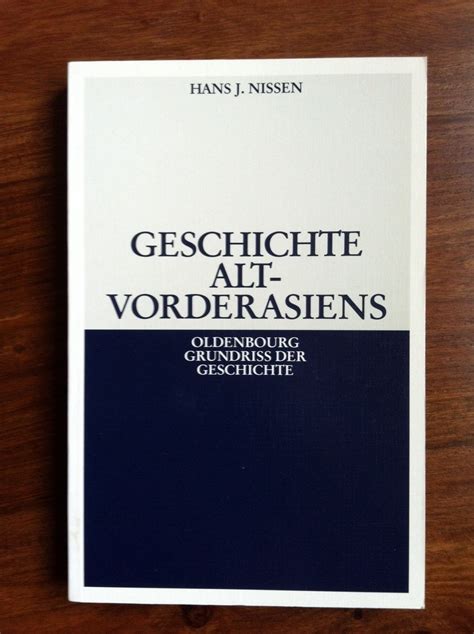 HANS J. NISSEN
GESCHICHTE
ALT-
VORDERASIENS
OLDENBOURG
GRUNDRISS DER
GESCHICHTE